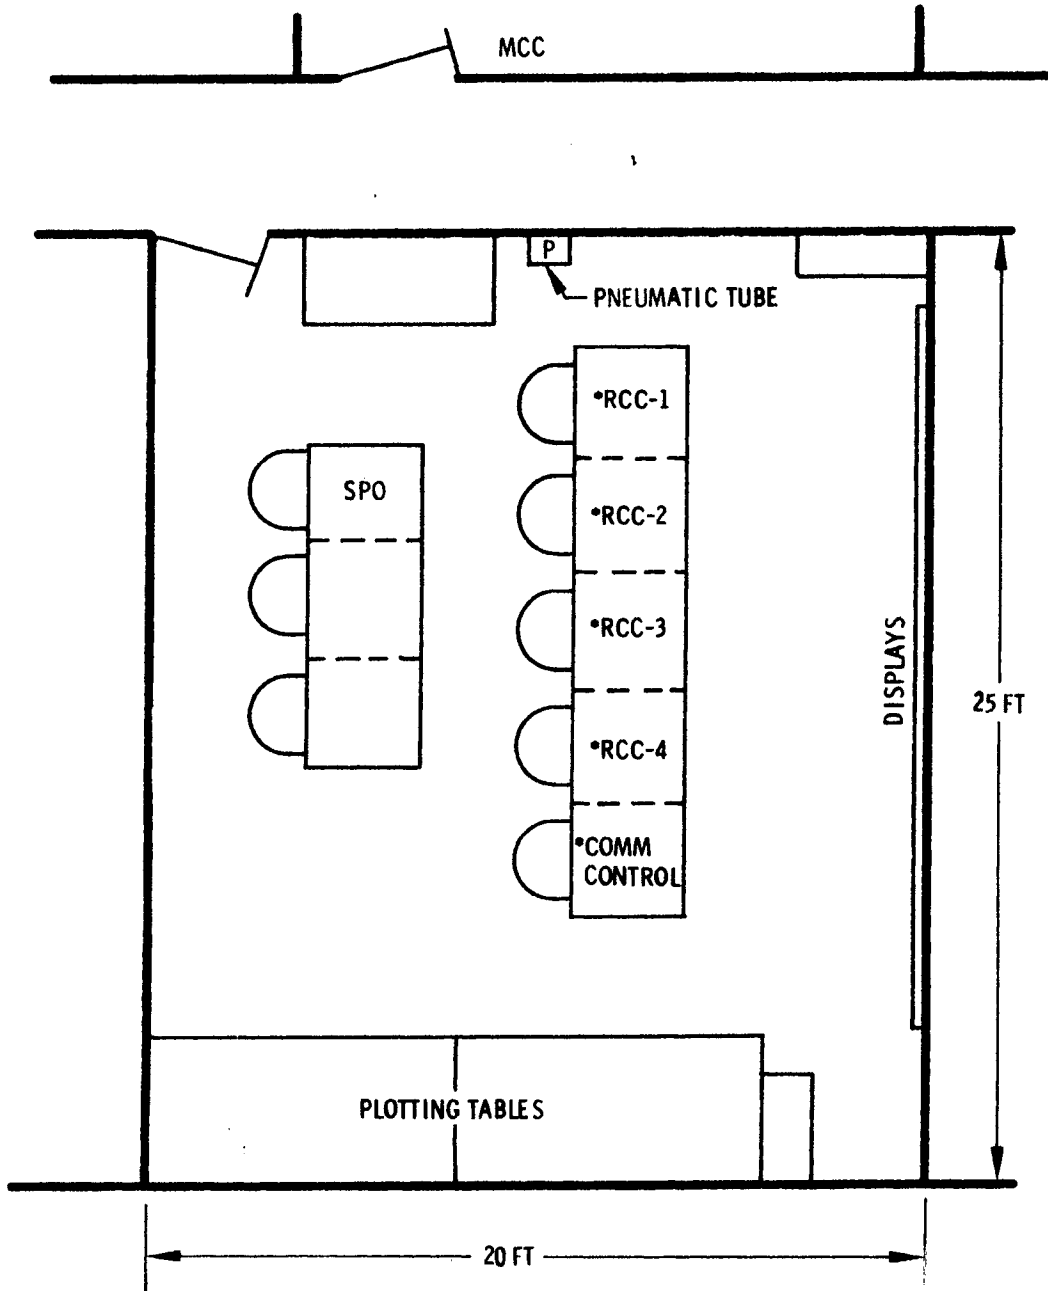 MCC
P
PNEUMATIC TUBE
*RCC-1
SPO
*RCC-2
*RCC-3
DISPLAYS
25 FT
*RCC-4
*COMM
CONTROL
PLOTTING TABLES
20 FT